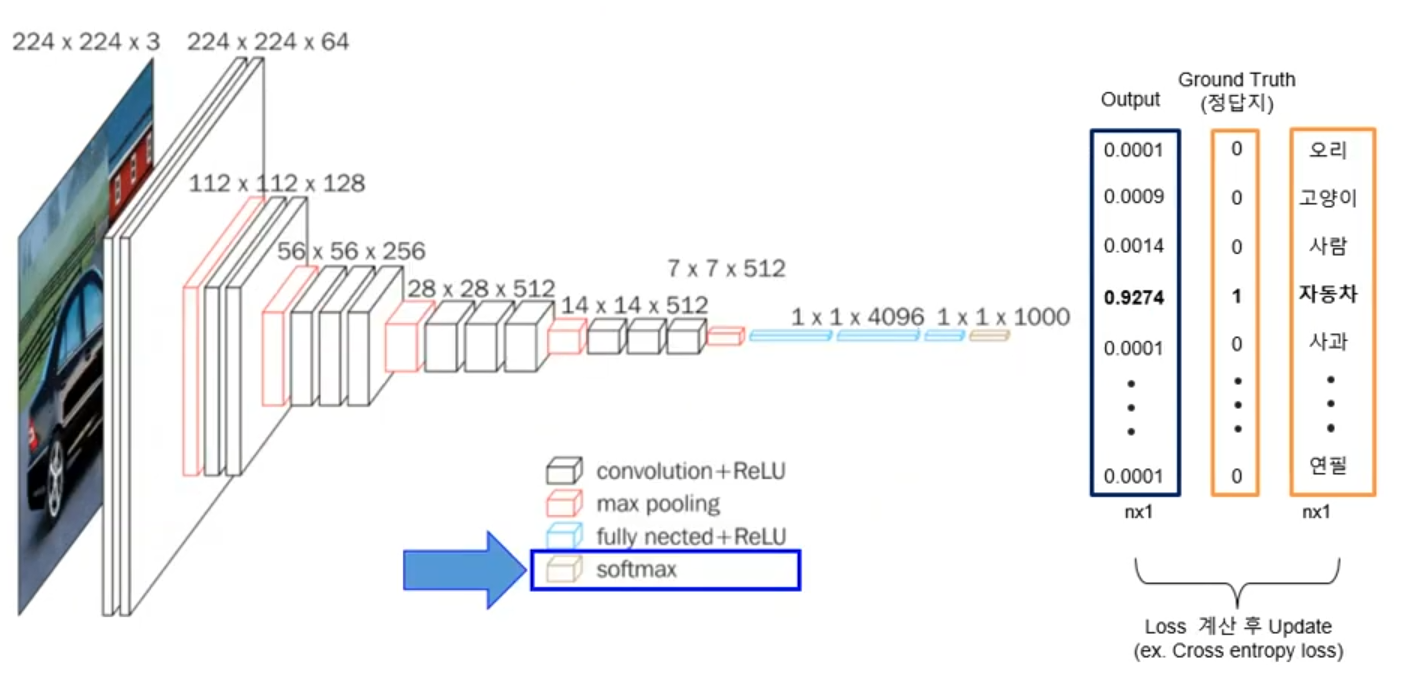 224 x 224 x 3
224 x 224 x 64
112 x 112 x 128
56 x 56 x 256
28 x 28 x 512
14 x 14 x 512
7 x 7 x 512
1 x 1 x 4096
1 x 1 x 1000
convolution+ReLU
max pooling
fully nected+ReLU
softmax
Output
Ground Truth
(정답지)
0.0001 0 오리
0.0009 0 고양이
0.0014 0 사람
0.9274 1 자동차
0.0001 0 사과
0.0001 0 연필
nx1 nx1
Loss 계산 후 Update
(ex. Cross entropy loss)